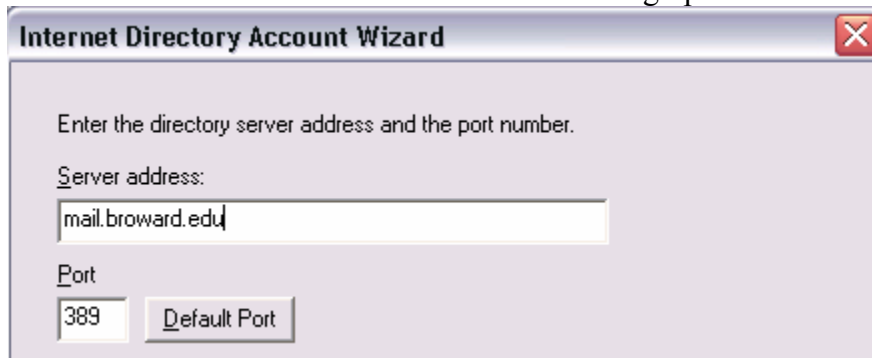 Internet Directory Account Wizard
Enter the directory server address and the port number.
Server address:
mail.broward.edu
Port
389 Default Port